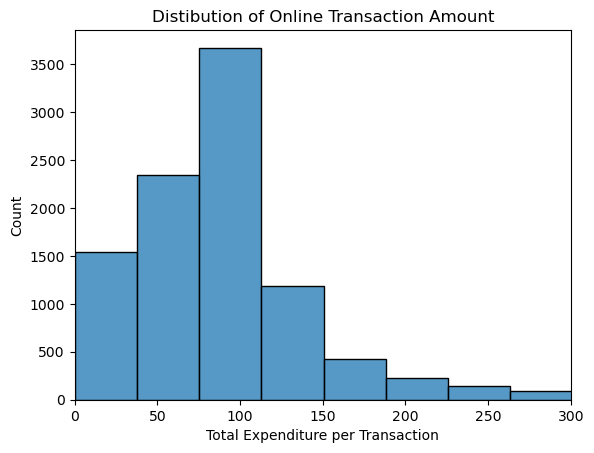 Distibution of Online Transaction Amount
3500
3000
2500
2000
1500
1000
500
0
Count
0 50 100 150 200 250 300
Total Expenditure per Transaction